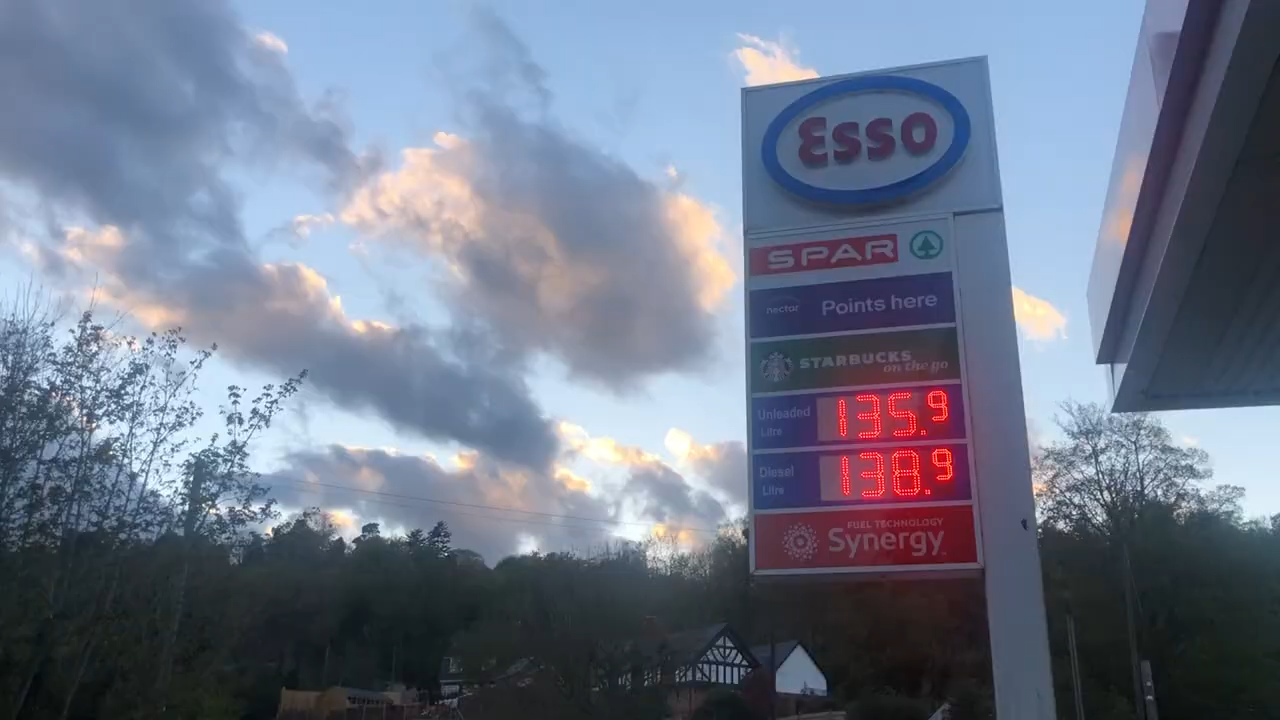 Esso
SPAR
nectar Points here
STARBUCKS
on the go
Unleaded
Litre
135.9
Diesel
Litre
138.9
FUEL TECHNOLOGY
Synergy™